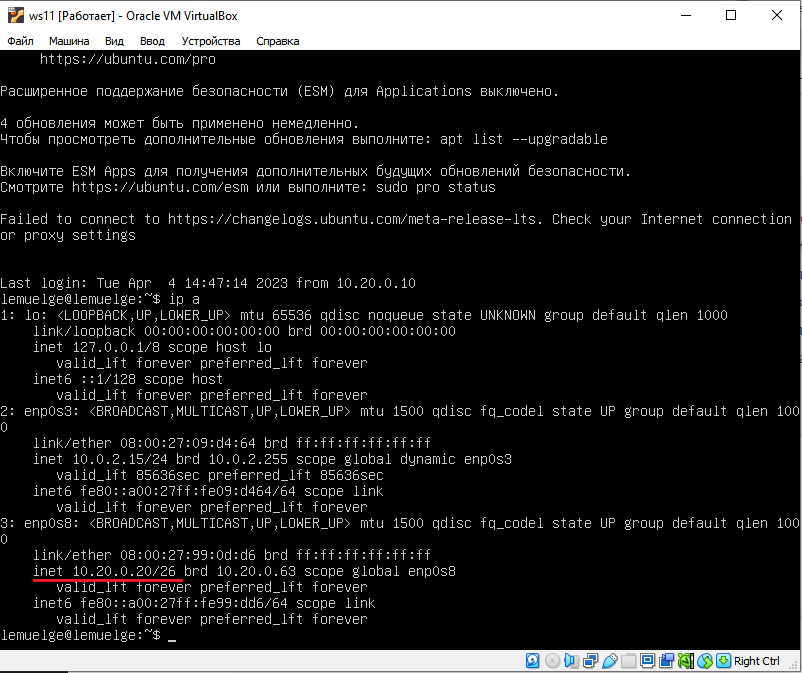 ws11 [Работает] - Oracle VM VirtualBox
Файл Машина Вид Ввод Устройства Справка
https://ubuntu.com/pro
Расширенное поддержание безопасности (ESM) для Applications выключено.
4 обновления может быть применено немедленно.
Чтобы просмотреть дополнительные обновления выполните: apt list --upgradable
Включите ESM Apps для получения дополнительных будущих обновлений безопасности.
Смотрите https://ubuntu.com/esm или выполните: sudo pro status
Failed to connect to https://changelogs.ubuntu.com/meta-release-lts. Check your Internet connection
or proxy settings
Last login: Tue Apr  4 14:47:14 2023 from 10.20.0.10
lemuelge@lemuelge:~$ ip a
1: lo: <LOOPBACK,UP,LOWER_UP> mtu 65536 qdisc noqueue state UNKNOWN group default qlen 1000
link/loopback 00:00:00:00:00:00 brd 00:00:00:00:00:00
inet 127.0.0.1/8 scope host lo
valid_lft forever preferred_lft forever
inet6 ::1/128 scope host
valid_lft forever preferred_lft forever
2: enp0s3: <BROADCAST,MULTICAST,UP,LOWER_UP> mtu 1500 qdisc fq_codel state UP group default qlen 100
0
link/ether 08:00:27:09:d4:64 brd ff:ff:ff:ff:ff:ff
inet 10.0.2.15/24 brd 10.0.2.255 scope global dynamic enp0s3
valid_lft 85636sec preferred_lft 85636sec
inet6 fe80::a00:27ff:fe09:d464/64 scope link
valid_lft forever preferred_lft forever
3: enp0s8: <BROADCAST,MULTICAST,UP,LOWER_UP> mtu 1500 qdisc fq_codel state UP group default qlen 100
0
link/ether 08:00:27:99:0d:d6 brd ff:ff:ff:ff:ff:ff
inet 10.20.0.20/26 brd 10.20.0.63 scope global enp0s8
valid_lft forever preferred_lft forever
inet6 fe80::a00:27ff:fe99:dd6/64 scope link
valid_lft forever preferred_lft forever
lemuelge@lemuelge:~$ _
Right Ctrl